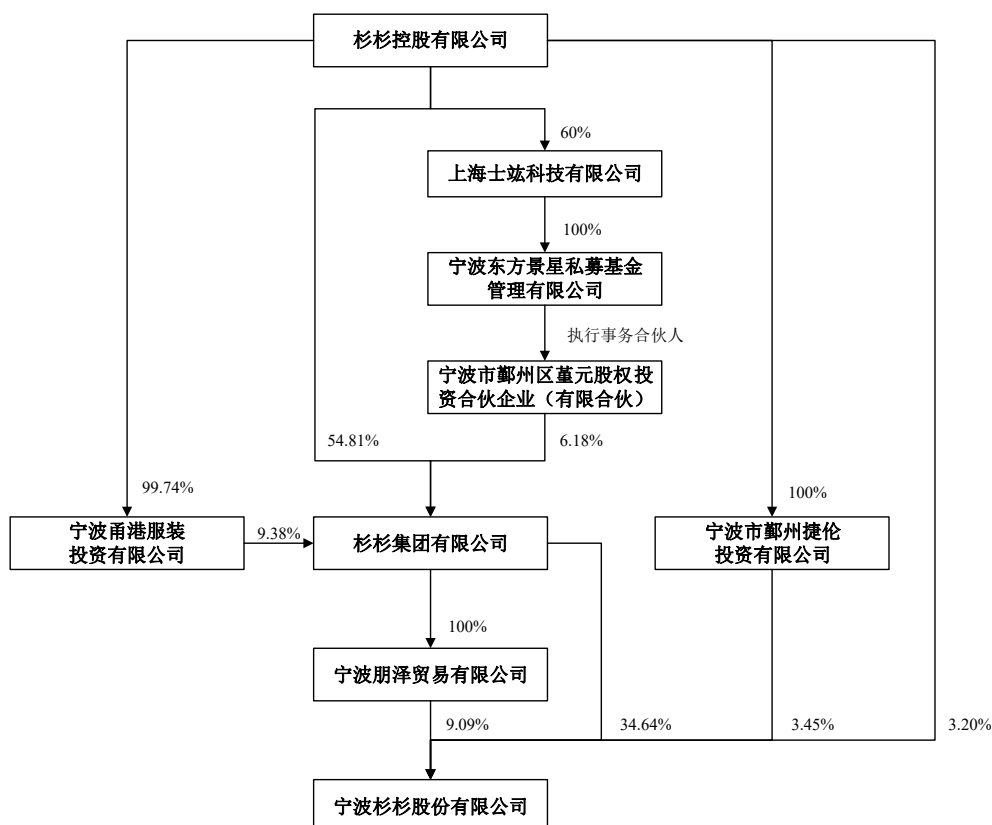 杉杉控股有限公司
60%
上海士竑科技有限公司
100%
宁波东方景星私募基金
管理有限公司
执行事务合伙人
宁波市鄞州区堇元股权投
资合伙企业（有限合伙）
54.81%
6.18%
99.74%
100%
宁波甬港服装
投资有限公司
9.38%
杉杉集团有限公司
宁波市鄞州捷伦
投资有限公司
100%
宁波朋泽贸易有限公司
9.09%
34.64%
3.45%
3.20%
宁波杉杉股份有限公司